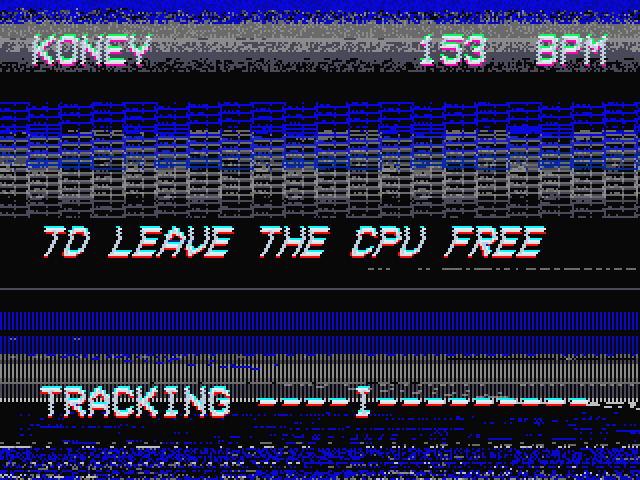 KONEY 153 BPM
TO LEAVE THE CPU FREE
TRACKING ----I---------